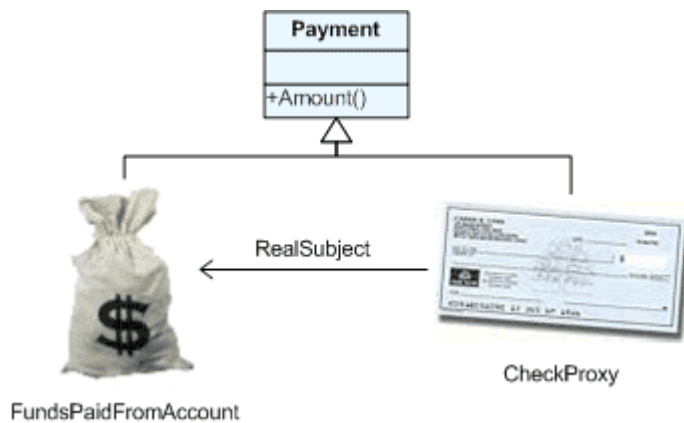 Payment
+Amount()
RealSubject
$
CheckProxy
FundsPaidFromAccount